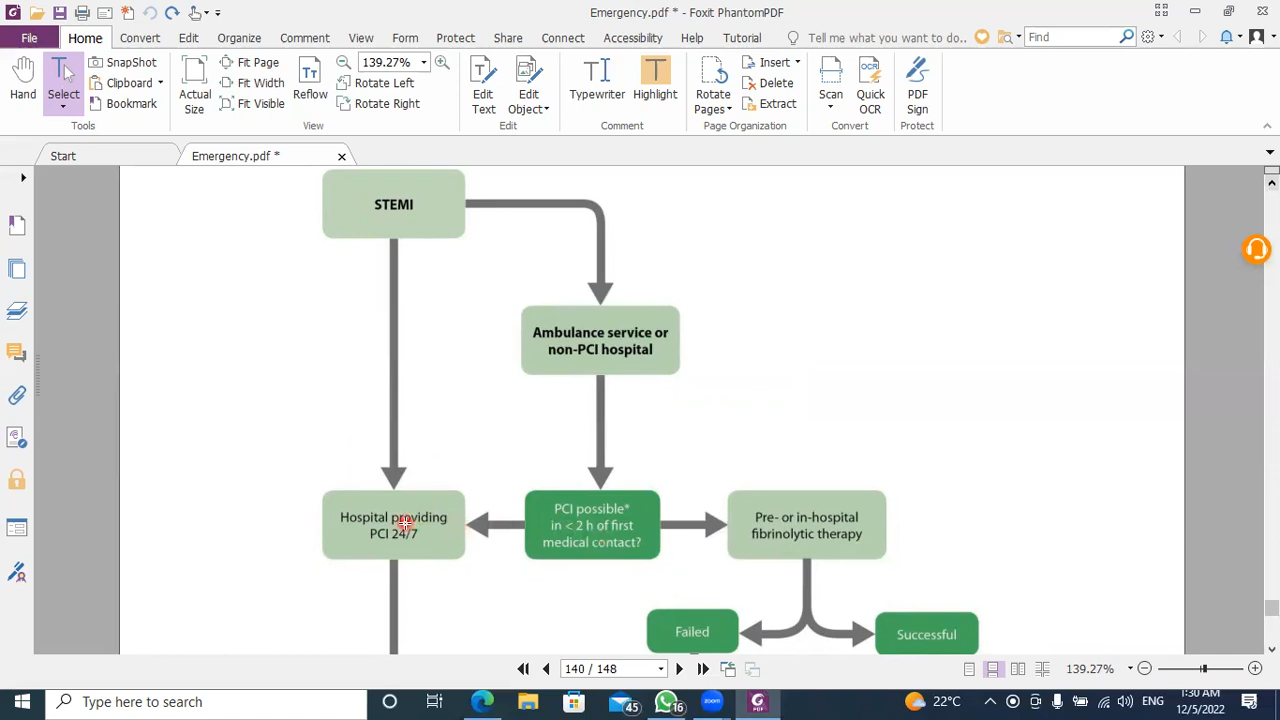 Emergency.pdf * - Foxit PhantomPDF
File Home Convert Edit Organize Comment View Form Protect Share Connect Accessibility Help Tutorial Tell me what you want to do.. Find
Hand
Select
SnapShot
Clipboard
Bookmark
Tools
Actual
Size
Fit Page
Fit Width
Fit Visible
Reflow
139.27%
Rotate Left
Rotate Right
View
Edit
Text
Edit
Object
Edit
Typewriter
Highlight
Comment
Rotate
Pages
Insert
Delete
Extract
Page Organization
Scan
Quick
OCR
Convert
PDF
Sign
Protect
Start
Emergency.pdf *
STEMI
Ambulance service or
non-PCI hospital
Hospital providing
PCI 24/7
PCI possible*
in < 2 h of first
medical contact?
Pre- or in-hospital
fibrinolytic therapy
Failed
Successful
140 / 148
139.27%
Type here to search
45
16
zoom
PDF
22°C
ENG
1:30 AM
12/5/2022